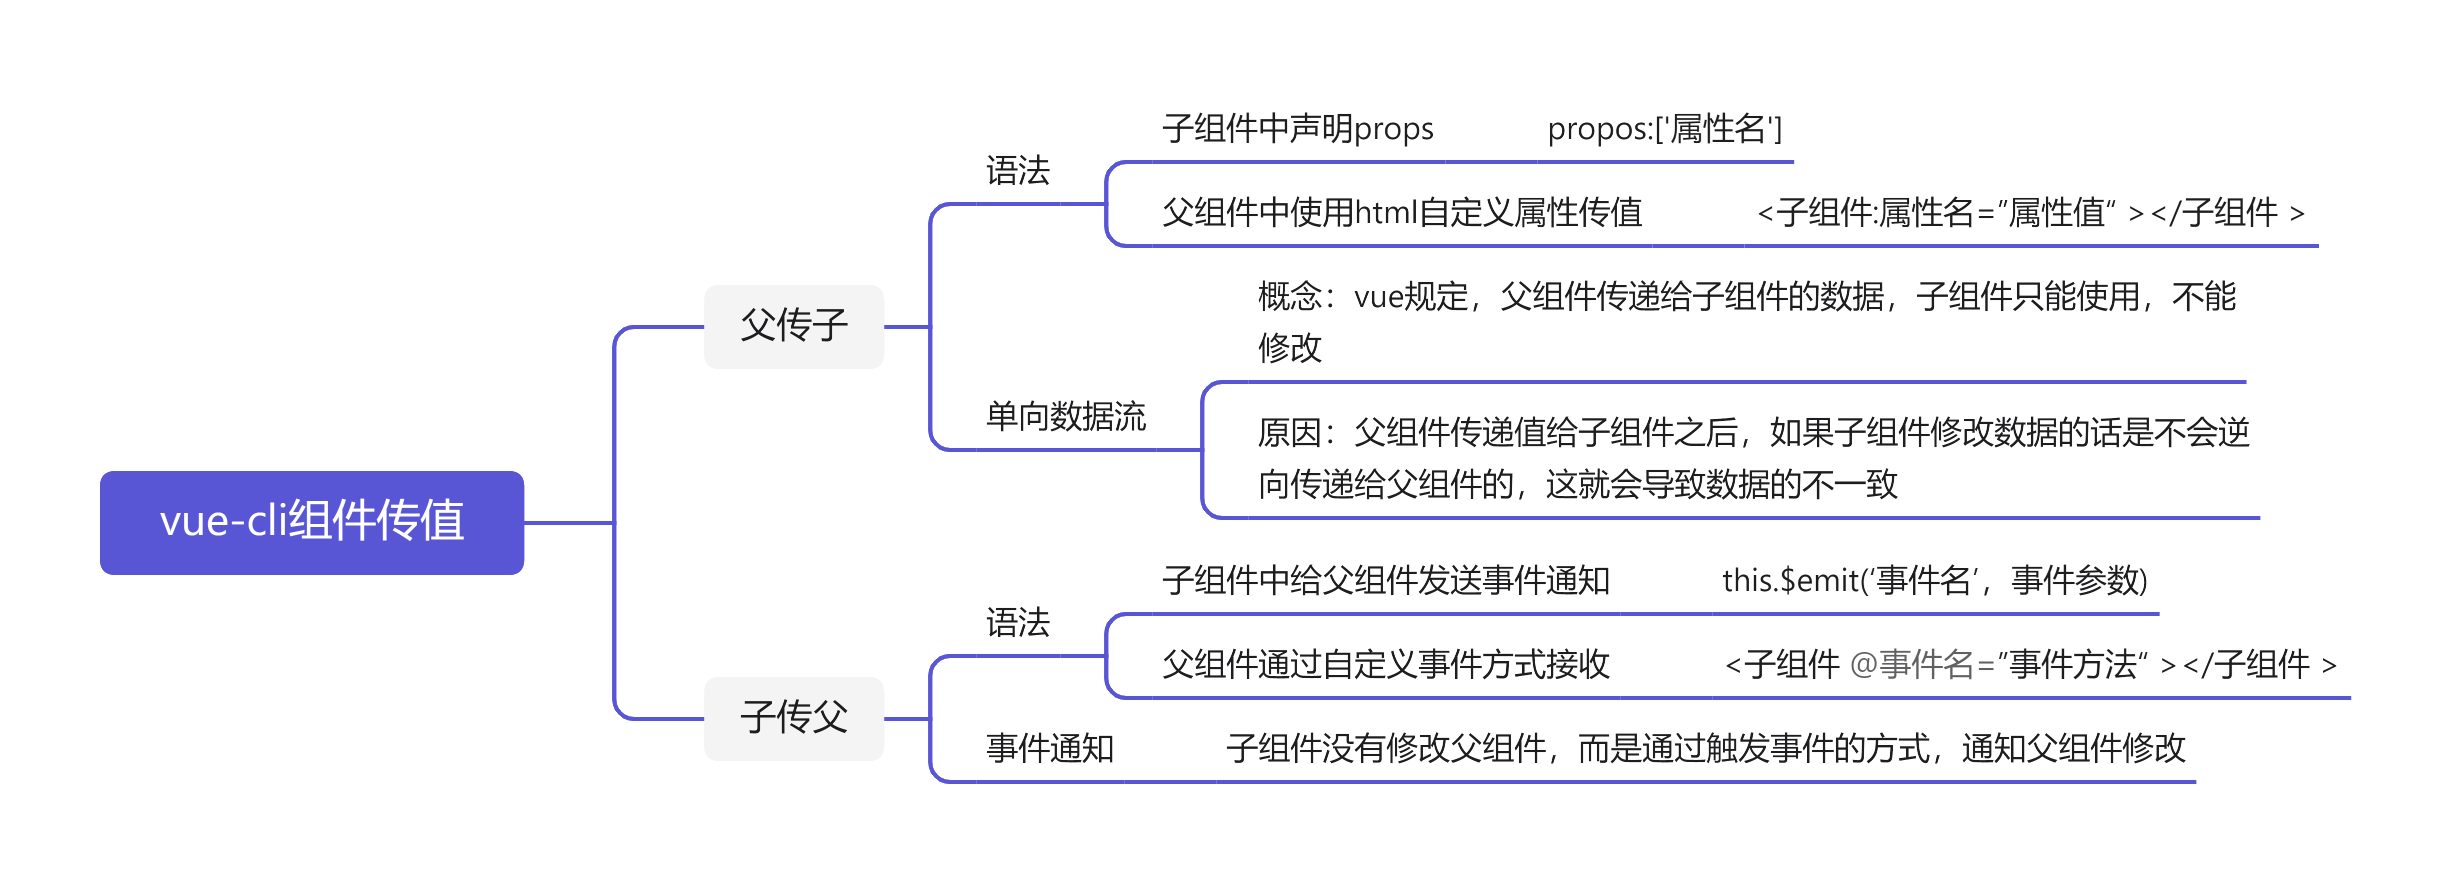 vue-cli组件传值
父传子
语法
子组件中声明props
propos:['属性名']
父组件中使用html自定义属性传值
<子组件:属性名=”属性值“ ></子组件 >
单向数据流
概念：vue规定，父组件传递给子组件的数据，子组件只能使用，不能
修改
原因：父组件传递值给子组件之后，如果子组件修改数据的话是不会逆
向传递给父组件的，这就会导致数据的不一致
子传父
语法
子组件中给父组件发送事件通知
this.$emit(‘事件名’，事件参数)
父组件通过自定义事件方式接收
<子组件 @事件名=”事件方法“ ></子组件 >
事件通知
子组件没有修改父组件，而是通过触发事件的方式，通知父组件修改